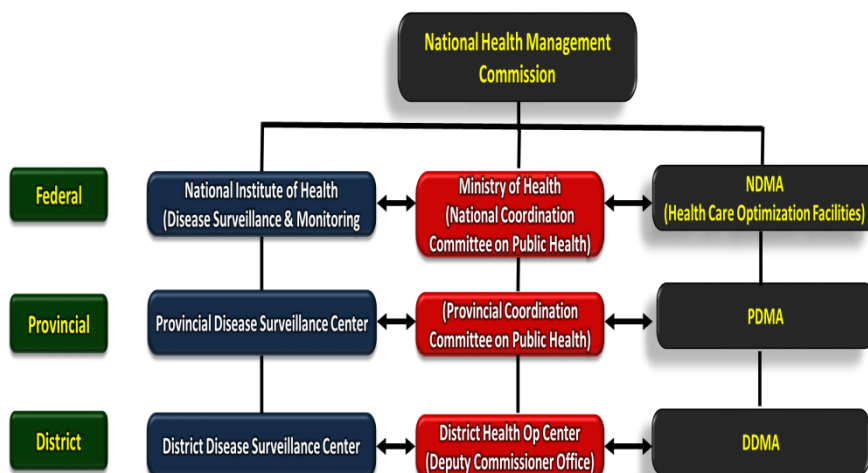 National Health Management
Commission
Federal
National Institute of Health
(Disease Surveillance & Monitoring
Ministry of Health
(National Coordination
Committee on Public Health)
NDMA
(Health Care Optimization Facilities)
Provincial
Provincial Disease Surveillance Center
(Provincial Coordination
Committee on Public Health)
PDMA
District
District Disease Surveillance Center
District Health Op Center
(Deputy Commissioner Office)
DDMA